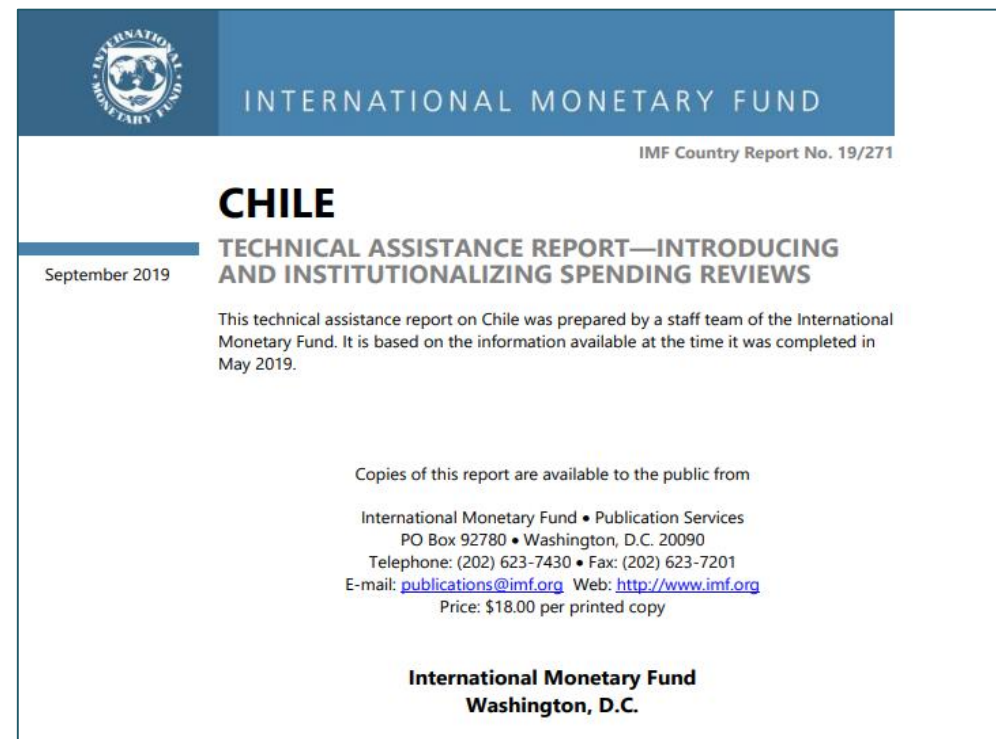 INTERNATIONAL MONETARY FUND
INTERNATIONAL MONETARY FUND
IMF Country Report No. 19/271
CHILE
TECHNICAL ASSISTANCE REPORT—INTRODUCING
AND INSTITUTIONALIZING SPENDING REVIEWS
September 2019
This technical assistance report on Chile was prepared by a staff team of the International
Monetary Fund. It is based on the information available at the time it was completed in
May 2019.
Copies of this report are available to the public from
International Monetary Fund • Publication Services
PO Box 92780 • Washington, D.C. 20090
Telephone: (202) 623-7430 • Fax: (202) 623-7201
E-mail: publications@imf.org Web: http://www.imf.org
Price: $18.00 per printed copy
International Monetary Fund
Washington, D.C.